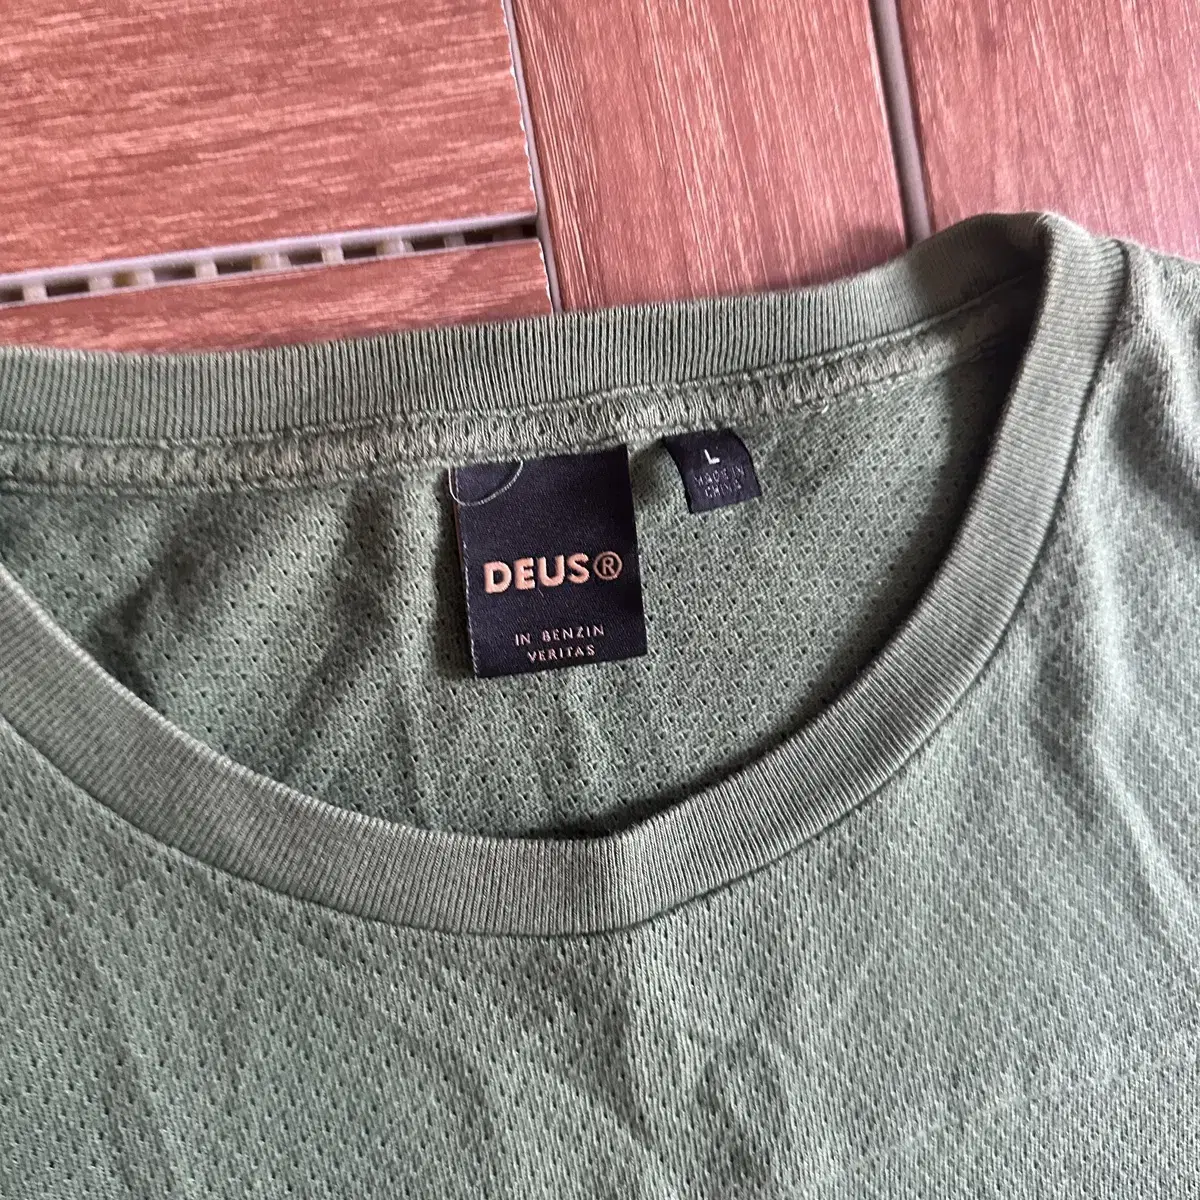 DEUS®
IN BENZIN
VERITAS
L
MADE IN
CHINA